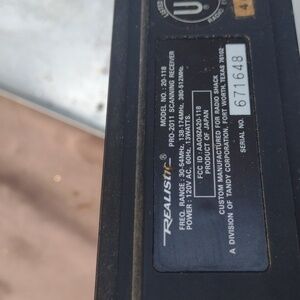 REALISTIC®
MODEL NO.: 20-118
PRO-2011 SCANNING RECEIVER
FREQ. RANGE: 30-54MHz, 138-174MHz, 380-512MHz.
POWER: 120V AC, 60Hz, 13WATTS.
FCC ID: AAO9ZA20-118
PRODUCT OF JAPAN
CUSTOM MANUFACTURED FOR RADIO SHACK
A DIVISION OF TANDY CORPORATION, FORT WORTH, TEXAS 76102
SERIAL NO. 671648
U
LISTED